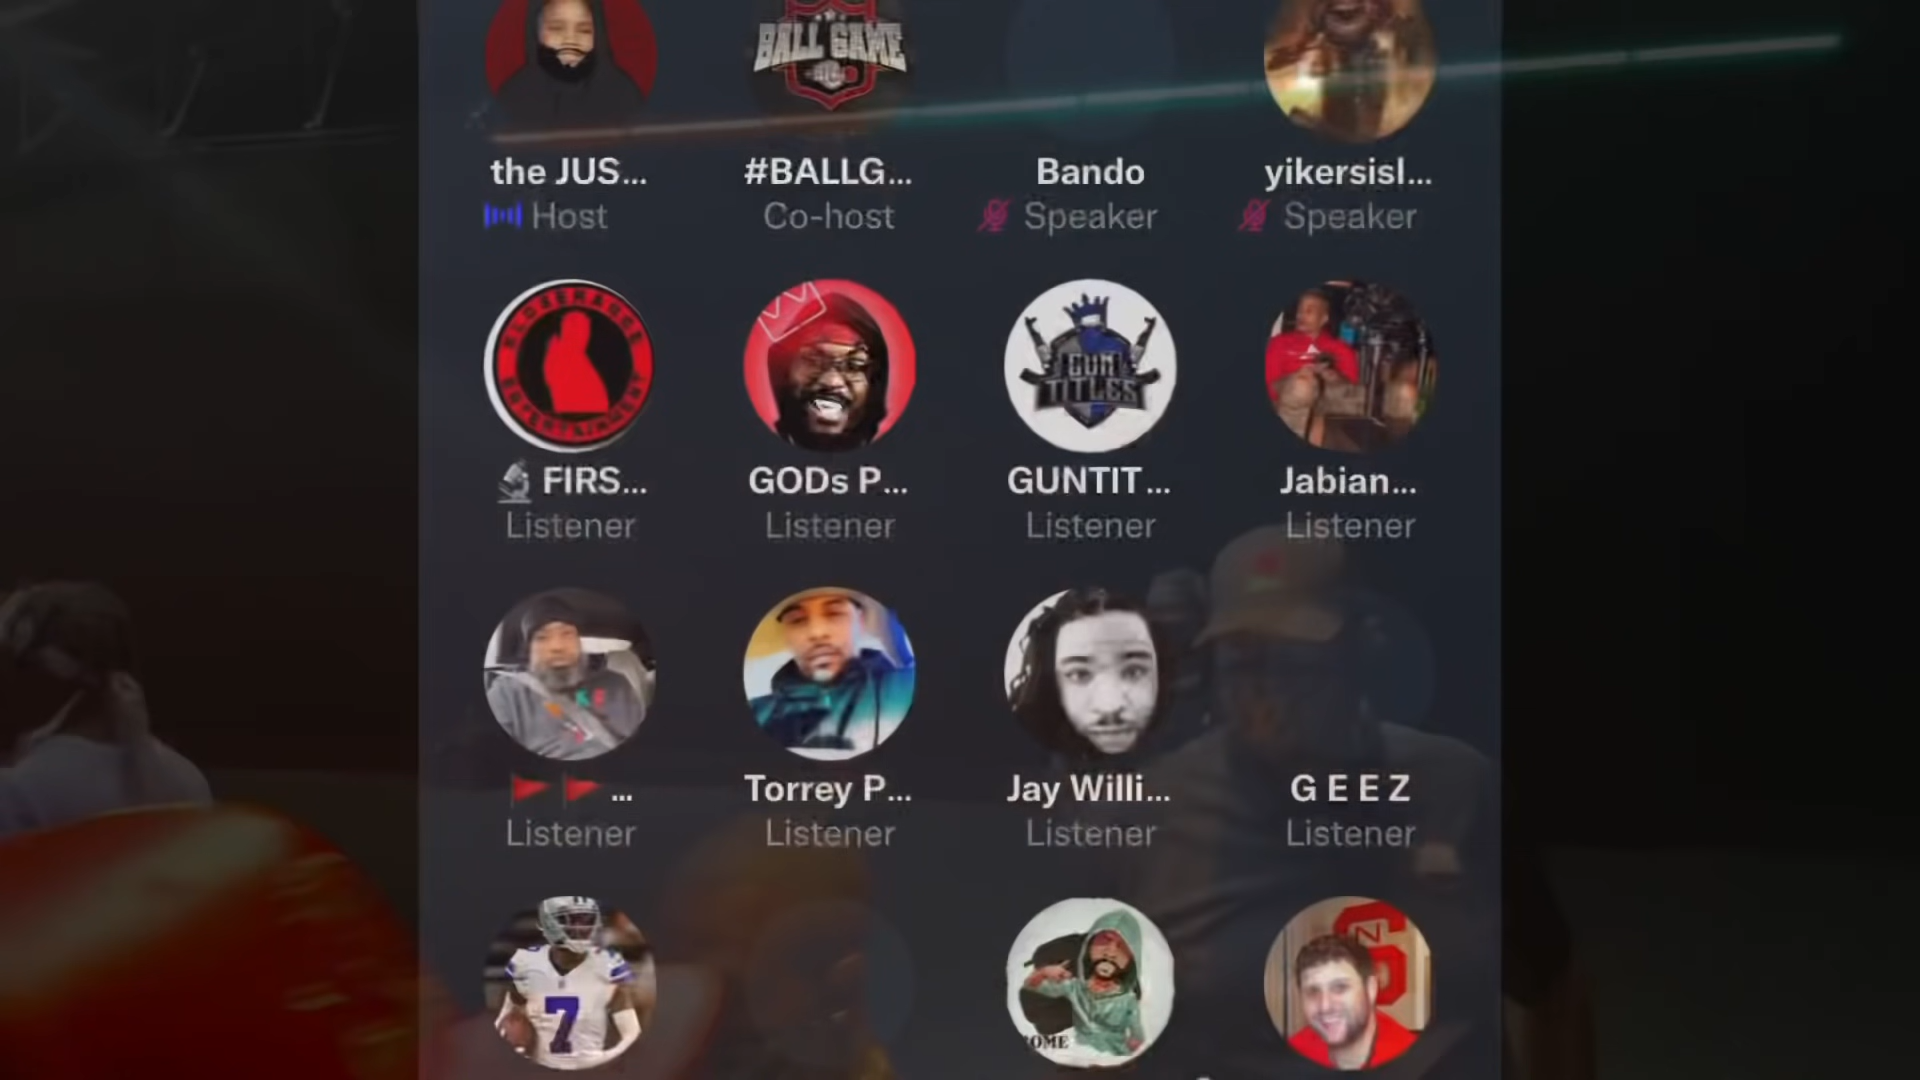 BALL GAME
the JUS...
#BALLG...
Bando
yikersisl...
Host
Co-host
Speaker
Speaker
GUN
TITLES
FIRS...
GODs P...
GUNTIT...
Jabian...
Listener
Listener
Listener
Listener
...
Torrey P...
Jay Willi...
G E E Z
Listener
Listener
Listener
Listener
7
N
S
OME